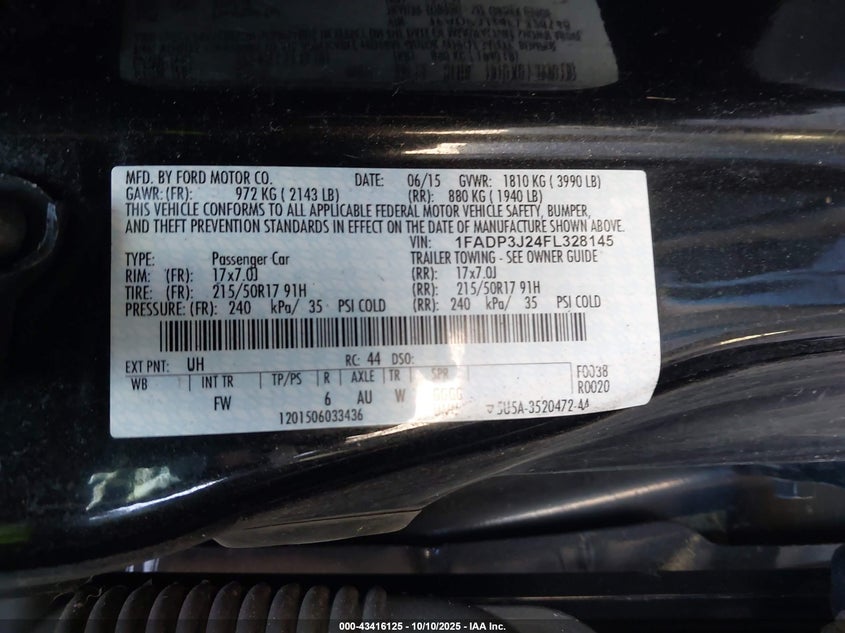 MFD. BY FORD MOTOR CO. DATE: 06/15 GVWR: 1810 KG ( 3990 LB)
GAWR: (FR): 972 KG ( 2143 LB) (RR): 880 KG ( 1940 LB)
THIS VEHICLE CONFORMS TO ALL APPLICABLE FEDERAL MOTOR VEHICLE SAFETY, BUMPER,
AND THEFT PREVENTION STANDARDS IN EFFECT ON THE DATE OF MANUFACTURE SHOWN ABOVE.
VIN: 1FADP3J24FL328145
TYPE: Passenger Car TRAILER TOWING - SEE OWNER GUIDE
RIM: (FR): 17x7.0J (RR): 17x7.0J
TIRE: (FR): 215/50R17 91H (RR): 215/50R17 91H
PRESSURE: (FR): 240 kPa/ 35 PSI COLD (RR): 240 kPa/ 35 PSI COLD
EXT PNT: UH RC: 44 DSO:
WB INT TR TP/PS R AXLE TR SPR F0038
FW 6 AU W R0020
1201506033436 5U5A-3520472-AA
000-43416125 - 10/10/2025 - IAA Inc.